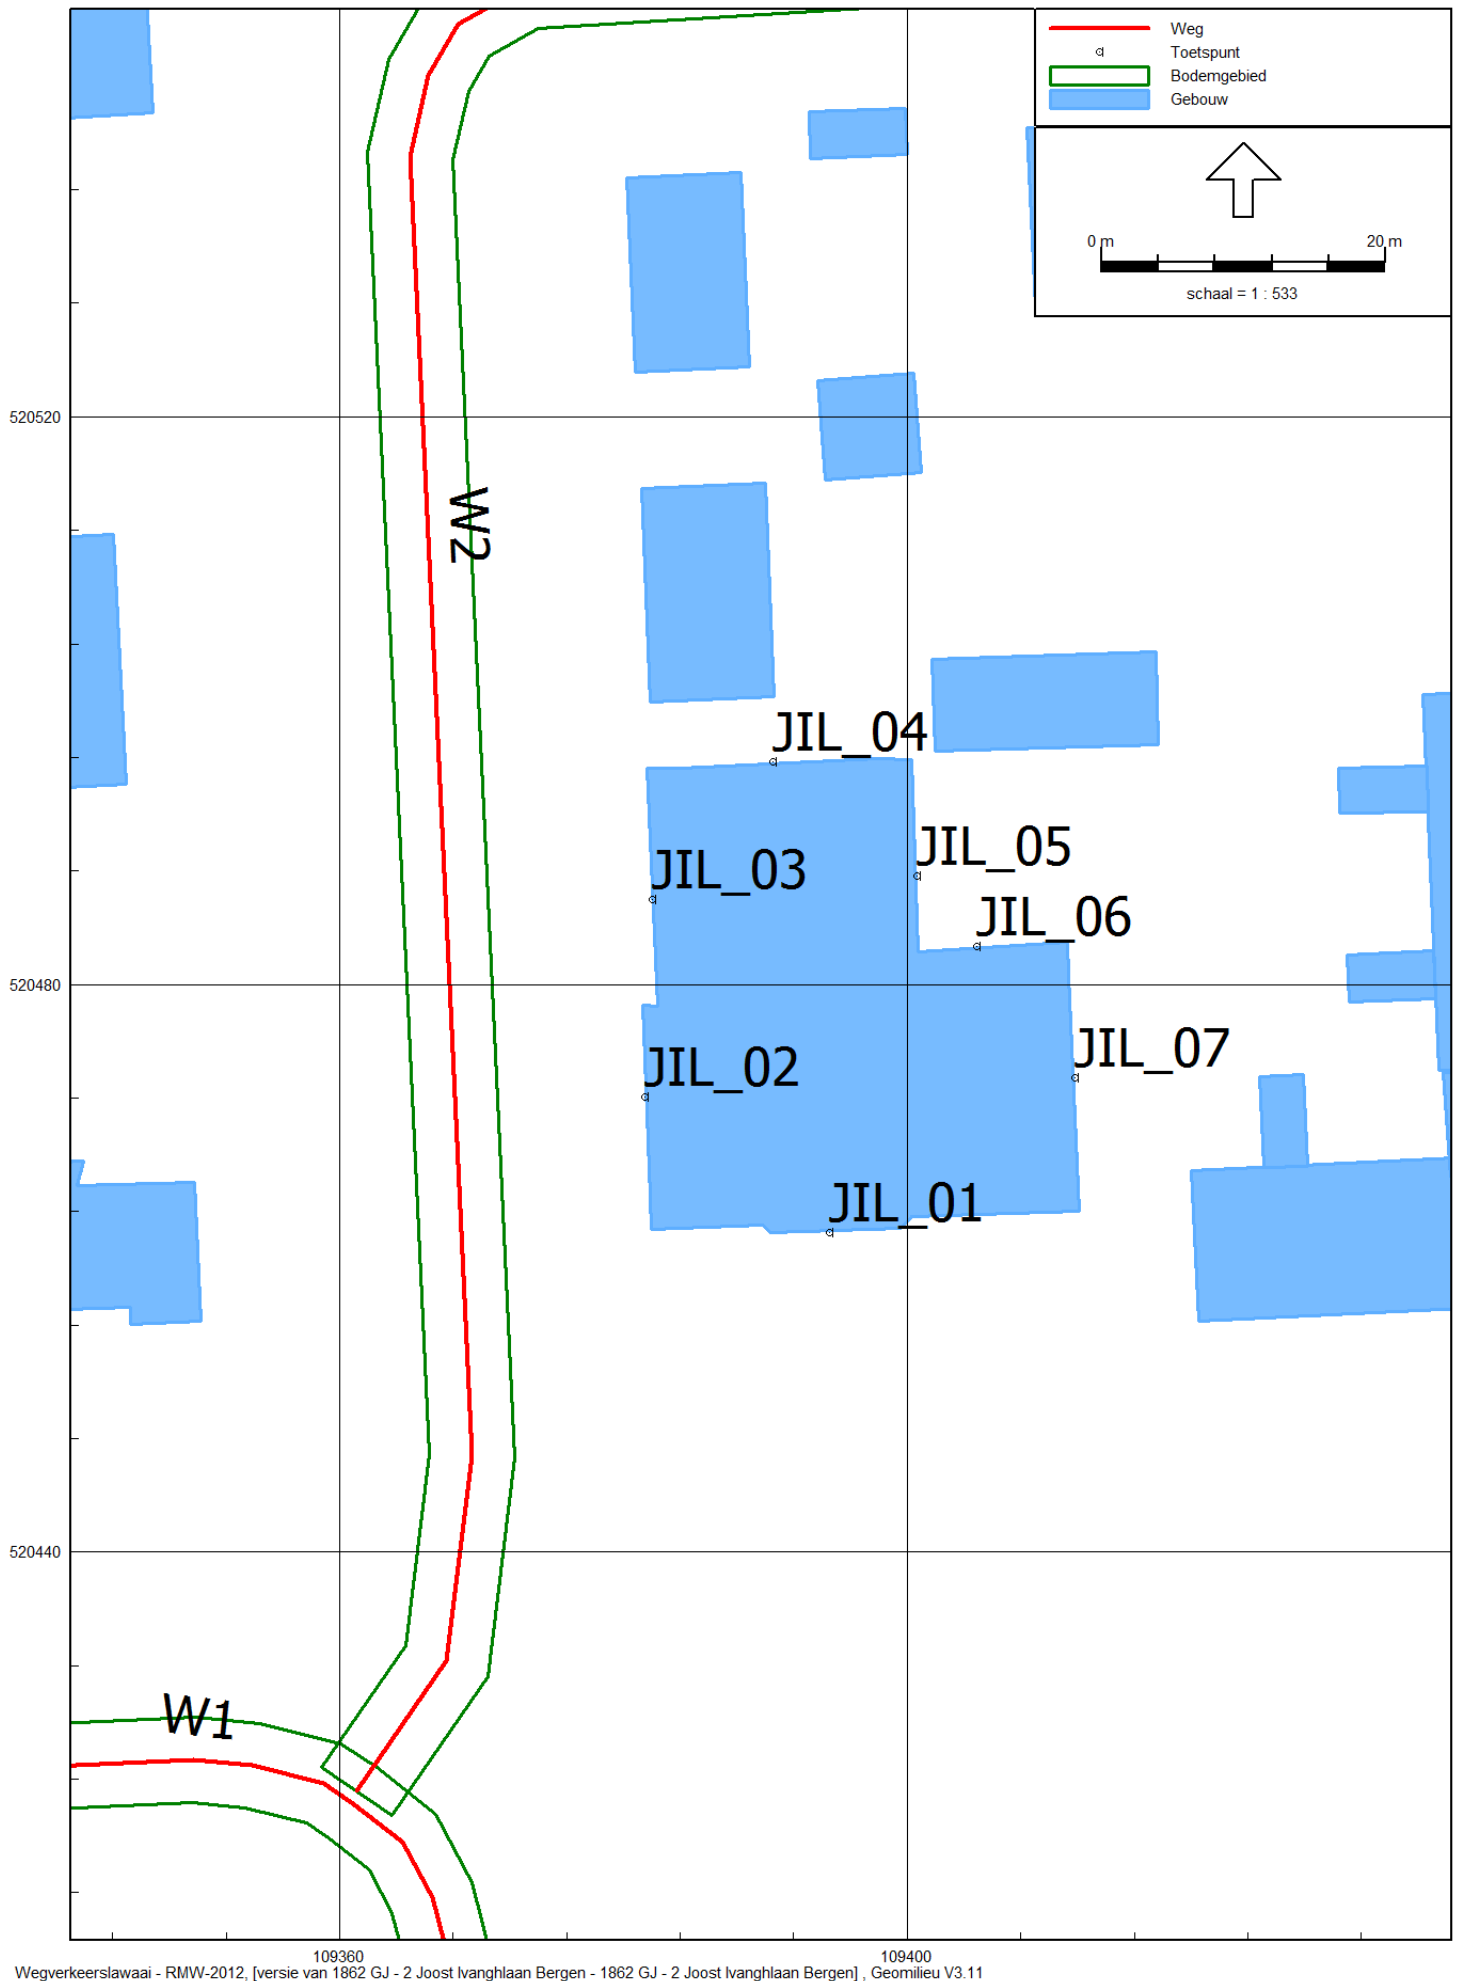 Weg
Toetspunt
Bodemgebied
Gebouw
0 m 20 m
schaal = 1 : 533
520520
W2
JIL_04
JIL_05
JIL_03
JIL_06
520480
JIL_07
JIL_02
JIL_01
520440
W1
109360 109400
Wegverkeerslawaai - RMW-2012, [versie van 1862 GJ - 2 Joost Ivanghlaan Bergen - 1862 GJ - 2 Joost Ivanghlaan Bergen] , Geomilieu V3.11